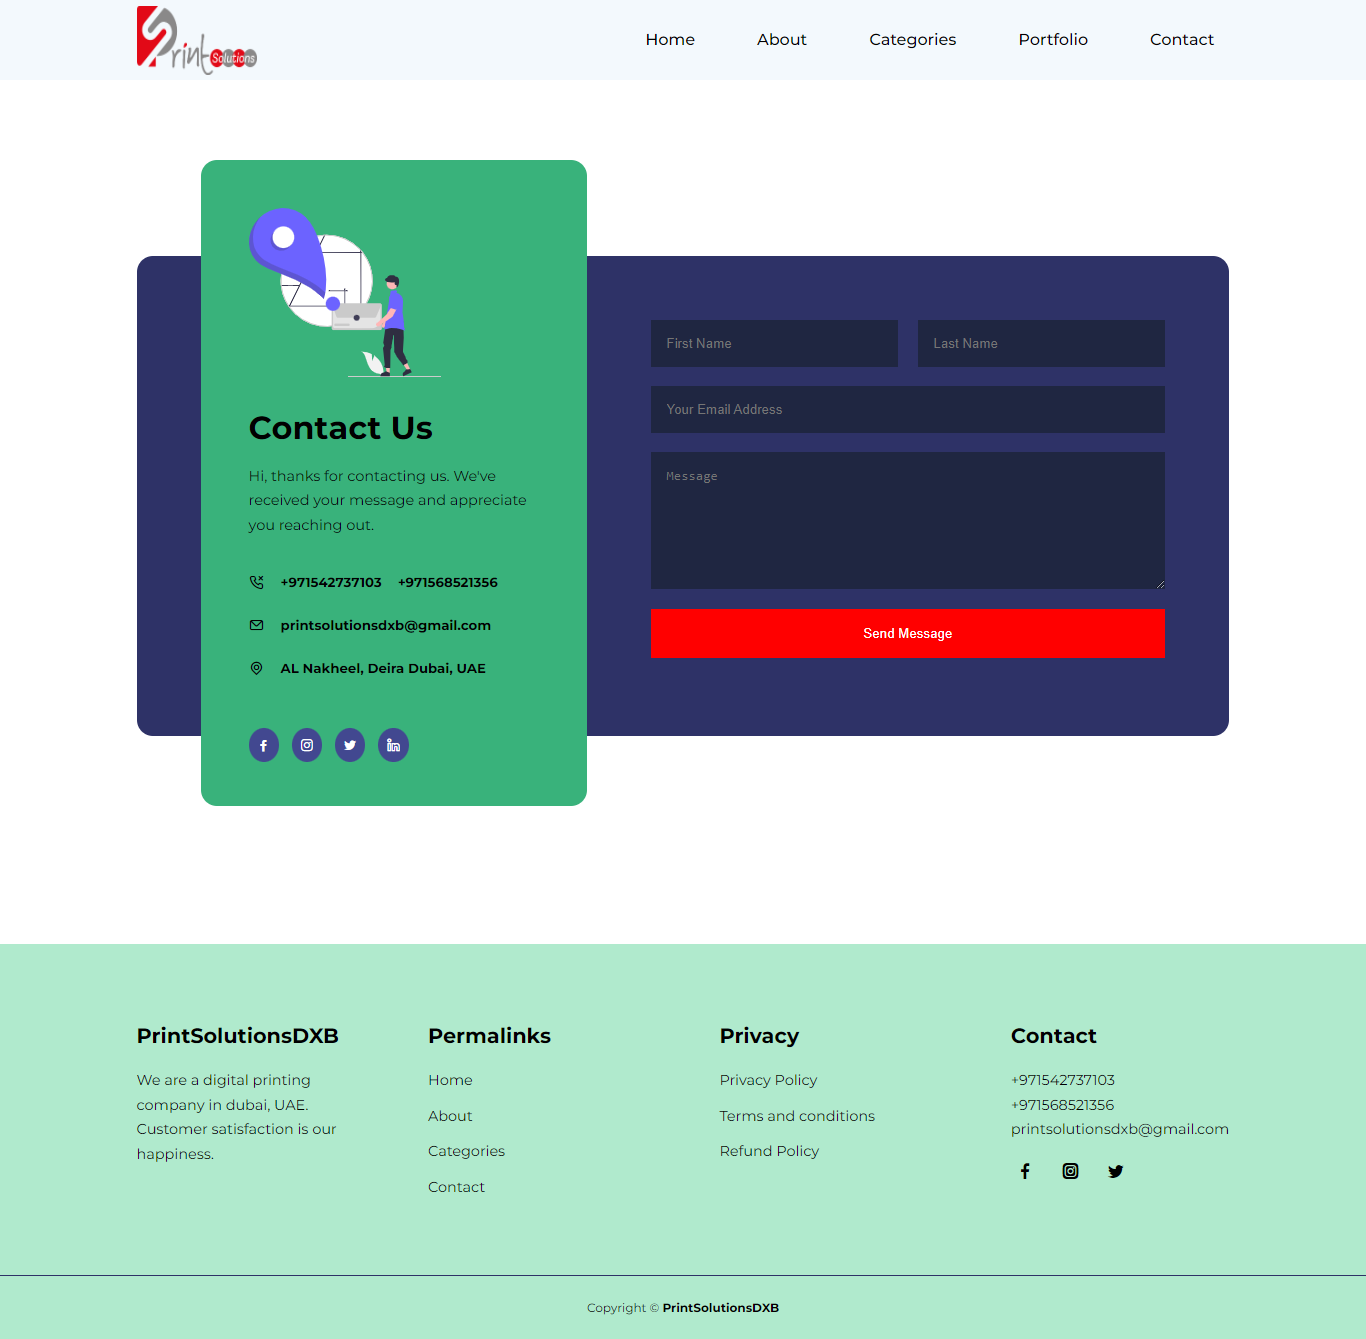 Print Solutions
Home About Categories Portfolio Contact
Contact Us
Hi, thanks for contacting us. We've
received your message and appreciate
you reaching out.
+971542737103 +971568521356
printsolutionsdxb@gmail.com
AL Nakheel, Deira Dubai, UAE
First Name Last Name
Your Email Address
Message
Send Message
PrintSolutionsDXB
We are a digital printing
company in dubai, UAE.
Customer satisfaction is our
happiness.
Permalinks
Home
About
Categories
Contact
Privacy
Privacy Policy
Terms and conditions
Refund Policy
Contact
+971542737103
+971568521356
printsolutionsdxb@gmail.com
Copyright © PrintSolutionsDXB